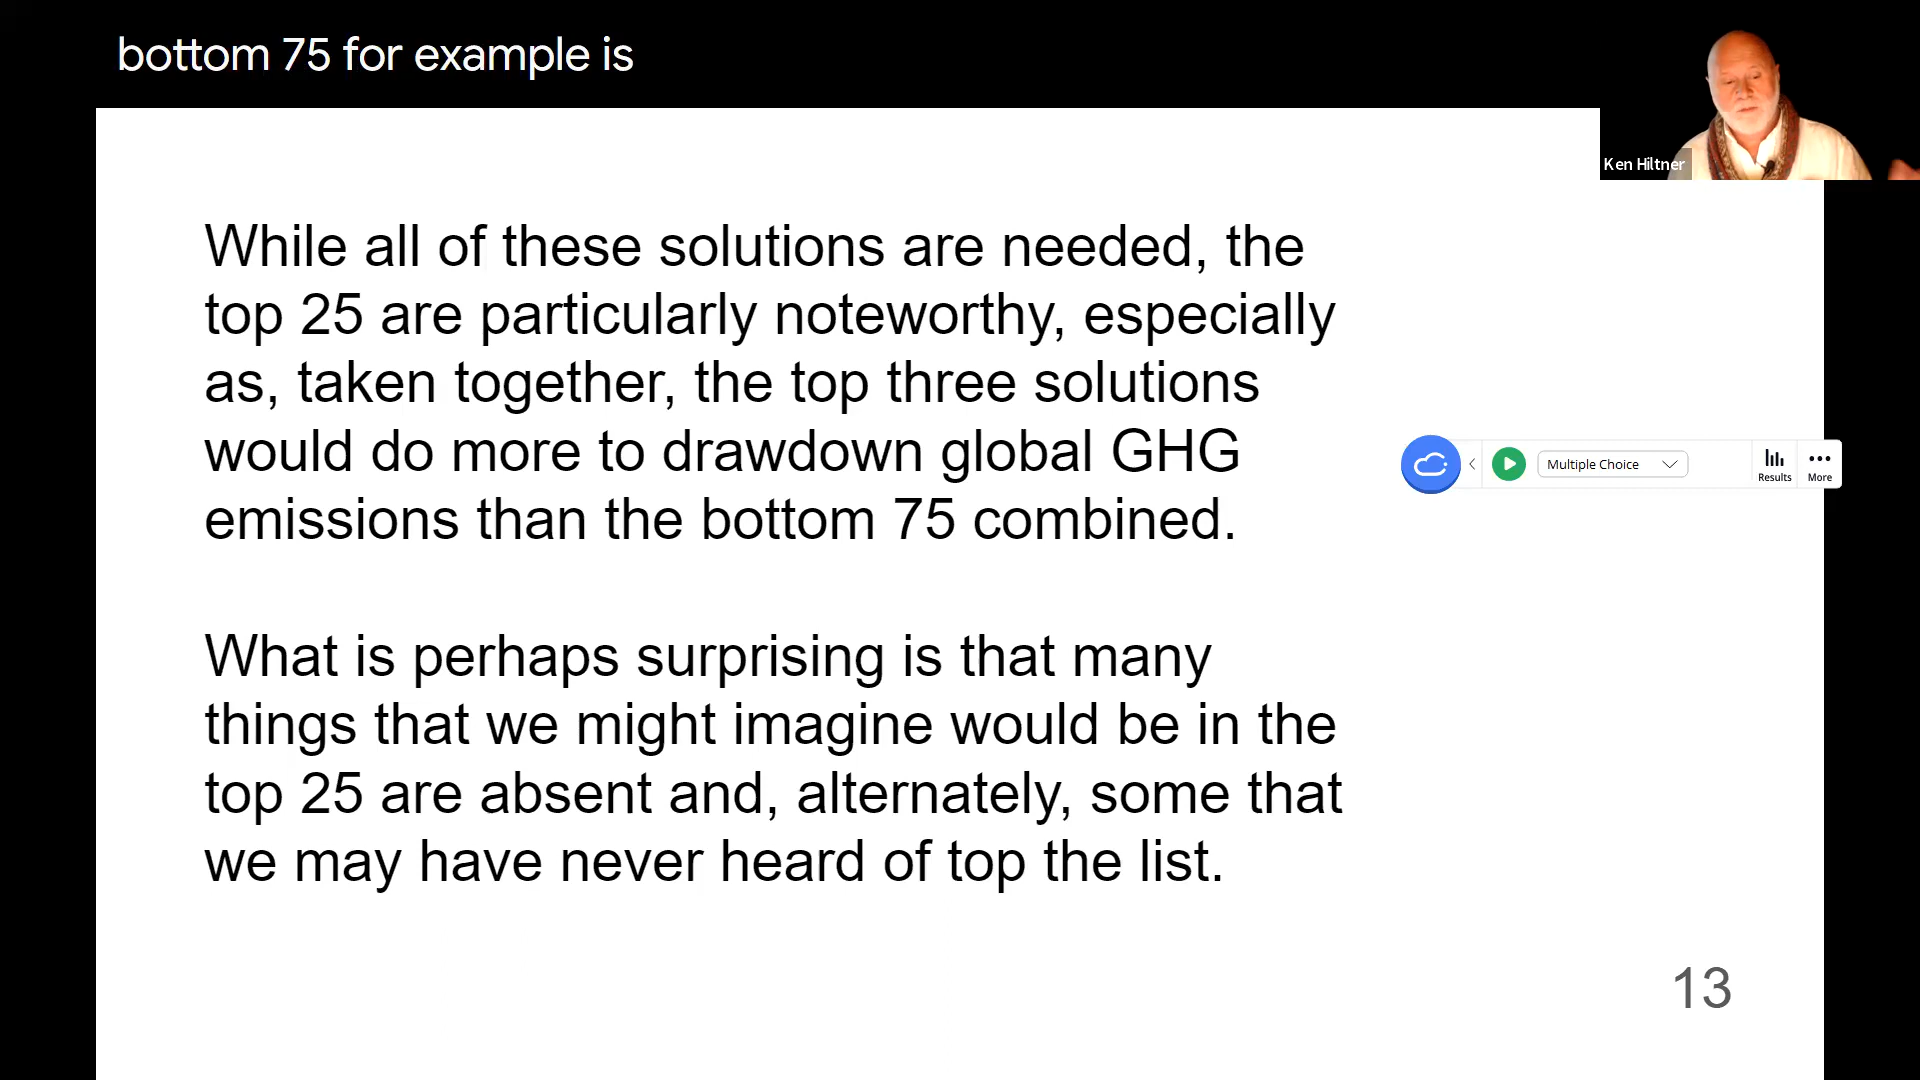 bottom 75 for example is
Ken Hiltner
While all of these solutions are needed, the
top 25 are particularly noteworthy, especially
as, taken together, the top three solutions
would do more to drawdown global GHG
emissions than the bottom 75 combined.
Multiple Choice
Results
More
What is perhaps surprising is that many
things that we might imagine would be in the
top 25 are absent and, alternately, some that
we may have never heard of top the list.
13